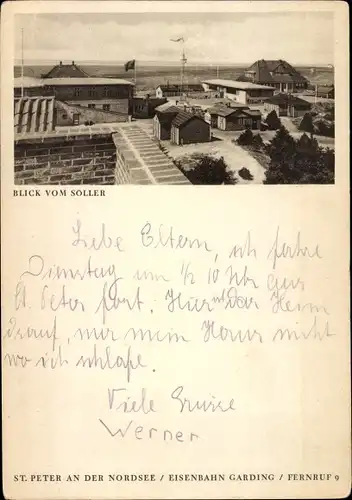 BLICK VOM SÖLLER
Liebe Eltern, ich fahre
Dienstag um ½ 10 Uhr aus
St. Peter fort. Hier ist das Heim
drauf, nur mein Haus nicht
wo ich schlafe.
Viele Grüsse
Werner
ST. PETER AN DER NORDSEE / EISENBAHN GARDING / FERNRUF 9